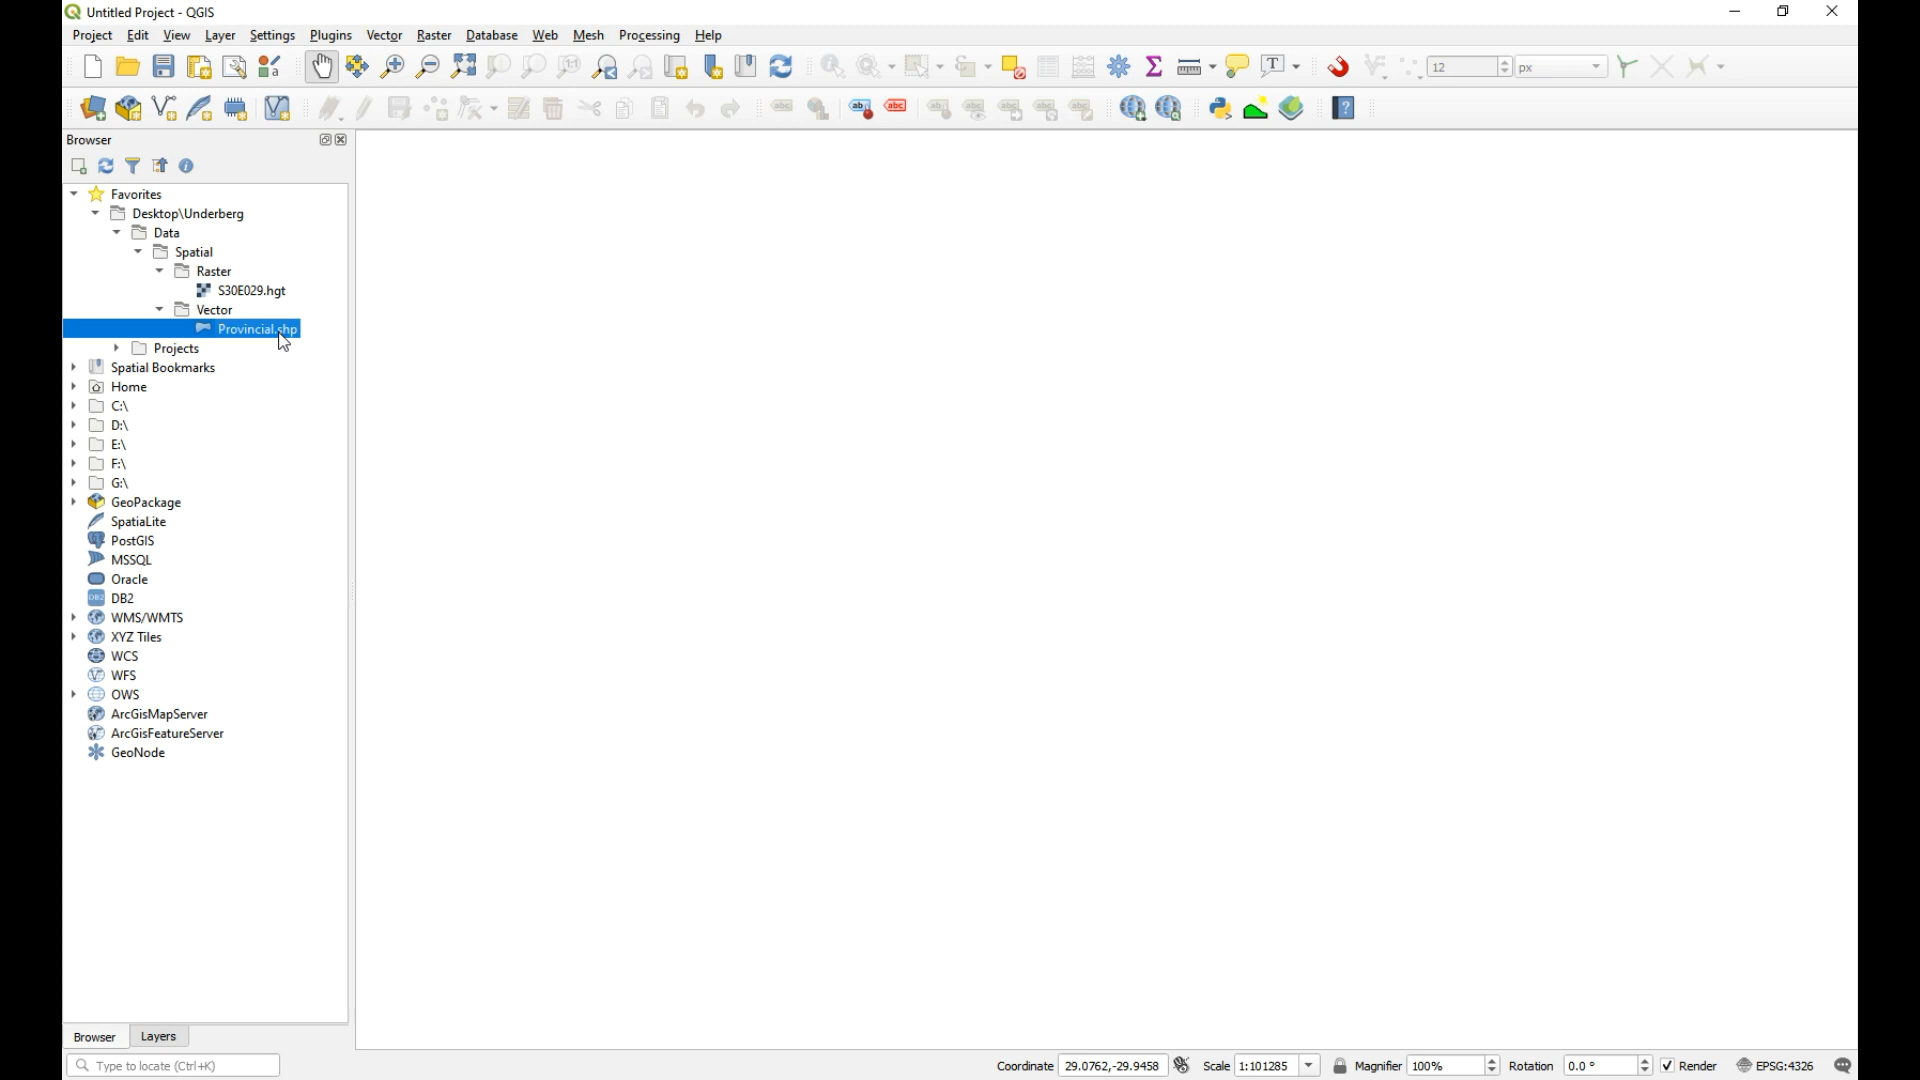 Untitled Project - QGIS
Project Edit View Layer Settings Plugins Vector Raster Database Web Mesh Processing Help
12 px
Browser
Favorites
Desktop\Underberg
Data
Spatial
Raster
S30E029.hgt
Vector
Provincial.shp
Projects
Spatial Bookmarks
Home
C:\
D:\
E:\
F:\
G:\
GeoPackage
SpatiaLite
PostGIS
MSSQL
Oracle
DB2
WMS/WMTS
XYZ Tiles
WCS
WFS
OWS
ArcGisMapServer
ArcGisFeatureServer
GeoNode
Browser Layers
Type to locate (Ctrl+K) Coordinate 29.0762,-29.9458 Scale 1:101285 Magnifier 100% Rotation 0.0 ° Render EPSG:4326